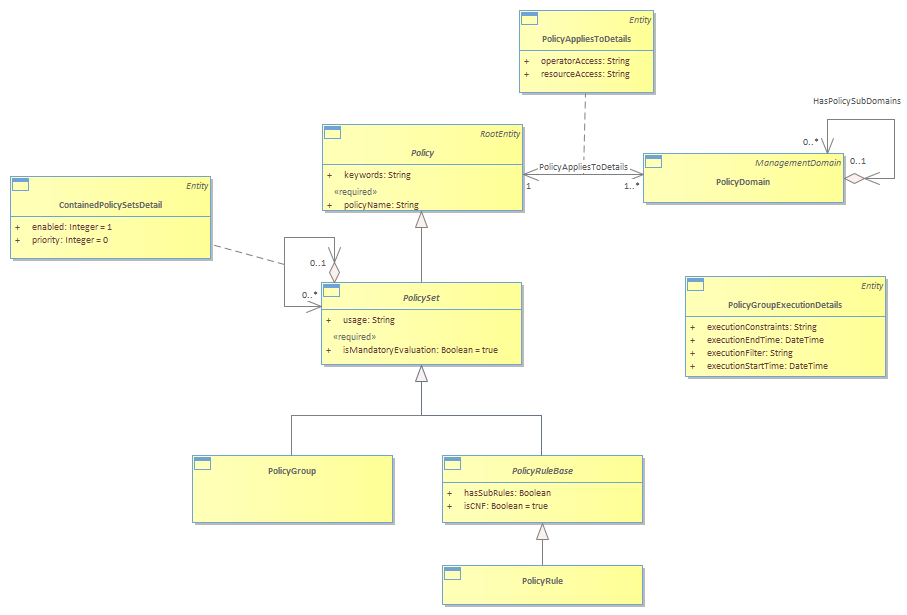 Entity
PolicyAppliesToDetails
+ operatorAccess: String
+ resourceAccess: String
HasPolicySubDomains
0..*
0..1
RootEntity
Policy
+ keywords: String
«required»
+ policyName: String
PolicyAppliesToDetails
1
1..*
ManagementDomain
PolicyDomain
Entity
ContainedPolicySetsDetail
+ enabled: Integer = 1
+ priority: Integer = 0
0..1
0..*
PolicySet
+ usage: String
«required»
+ isMandatoryEvaluation: Boolean = true
Entity
PolicyGroupExecutionDetails
+ executionConstraints: String
+ executionEndTime: DateTime
+ executionFilter: String
+ executionStartTime: DateTime
PolicyGroup
PolicyRuleBase
+ hasSubRules: Boolean
+ isCNF: Boolean = true
PolicyRule